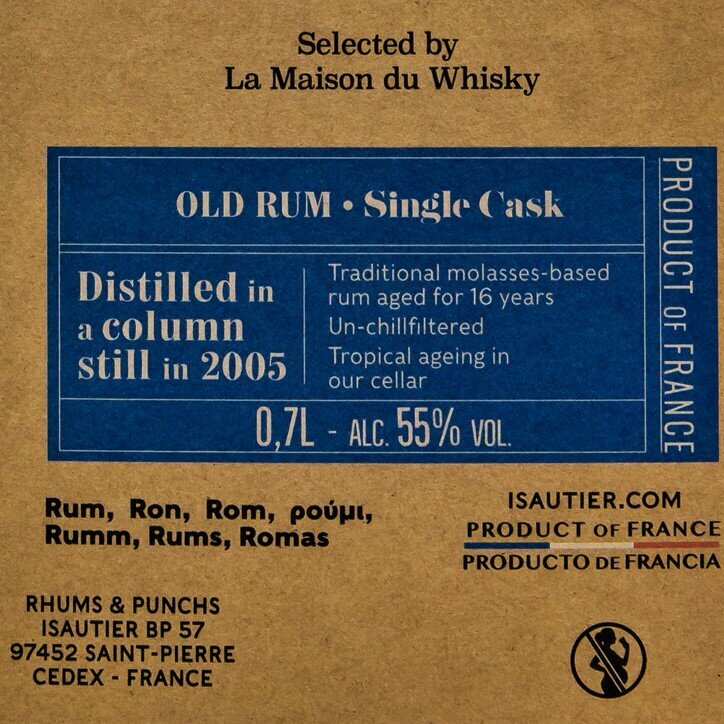 Selected by
La Maison du Whisky
OLD RUM • Single Cask
Distilled in
a column
still in 2005
Traditional molasses-based
rum aged for 16 years
Un-chillfiltered
Tropical ageing in
our cellar
0,7L - ALC. 55% VOL.
PRODUCT OF FRANCE
Rum, Ron, Rom, ρούμι,
Rumm, Rums, Romas
ISAUTIER.COM
PRODUCT OF FRANCE
PRODUCTO DE FRANCIA
RHUMS & PUNCHS
ISAUTIER BP 57
97452 SAINT-PIERRE
CEDEX - FRANCE